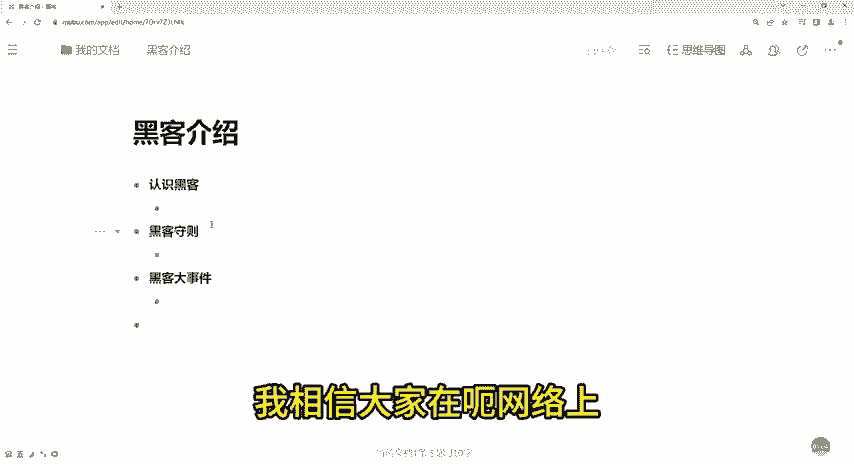 我的文档 黑客介绍
思维导图
黑客介绍
认识黑客
黑客守则
黑客大事件
我相信大家在呃网络上